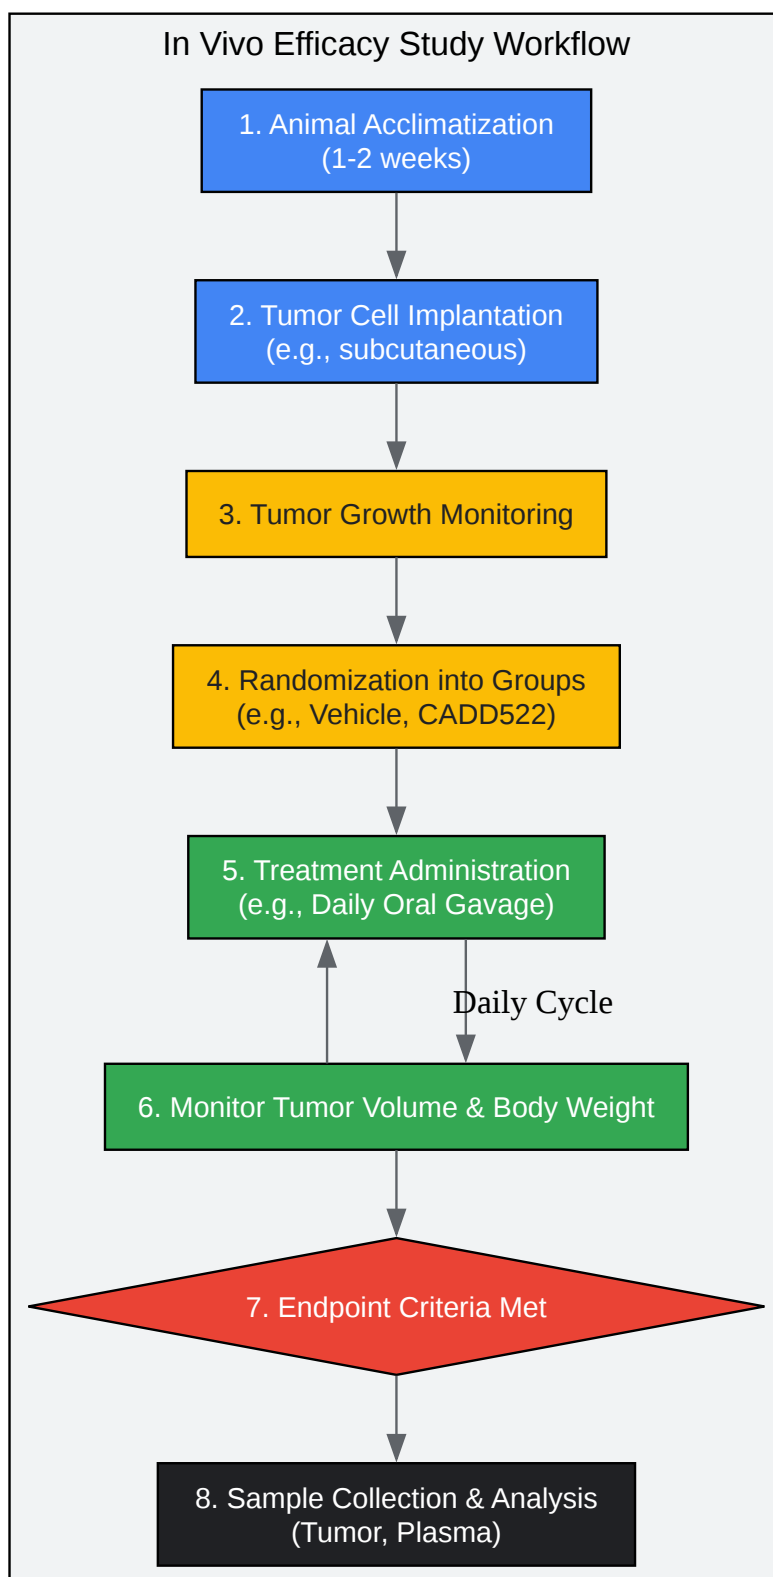 In Vivo Efficacy Study Workflow
1. Animal Acclimatization
(1-2 weeks)
2. Tumor Cell Implantation
(e.g., subcutaneous)
3. Tumor Growth Monitoring
4. Randomization into Groups
(e.g., Vehicle, CADD522)
5. Treatment Administration
(e.g., Daily Oral Gavage)
Daily Cycle
6. Monitor Tumor Volume & Body Weight
7. Endpoint Criteria Met
8. Sample Collection & Analysis
(Tumor, Plasma)